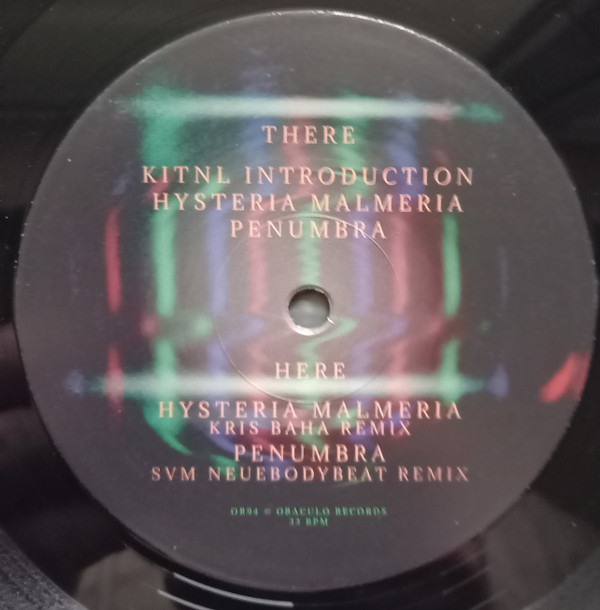 THERE
KITNL INTRODUCTION
HYSTERIA MALMERIA
PENUMBRA
HERE
HYSTERIA MALMERIA
KRIS BAHA REMIX
PENUMBRA
SVM NEUEBODYBEAT REMIX
OR04 © ORACULO RECORDS
33 RPM